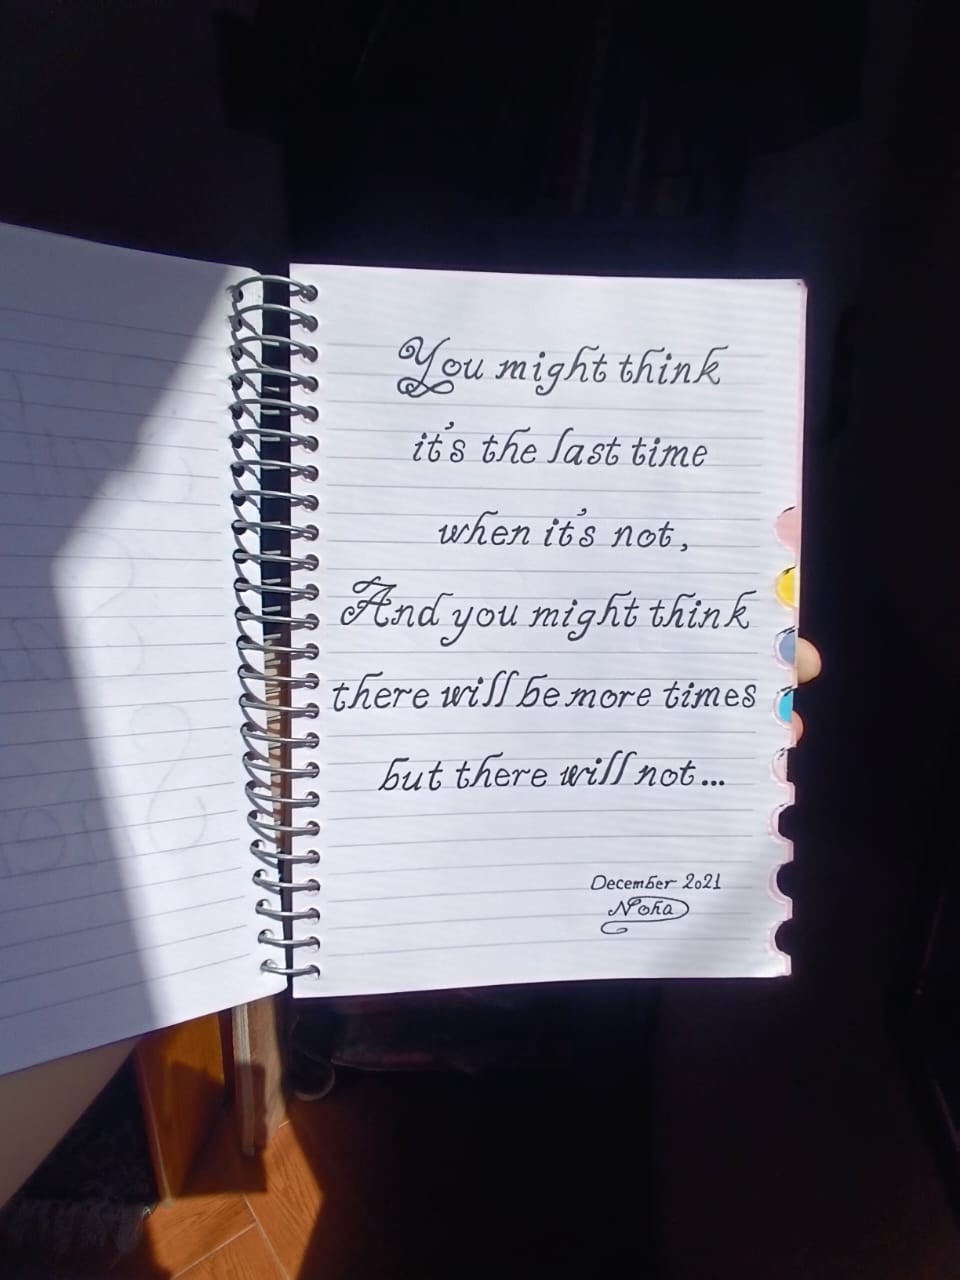 You might think
it's the last time
when it's not,
And you might think
there will be more times
but there will not...
December 2021
Noha